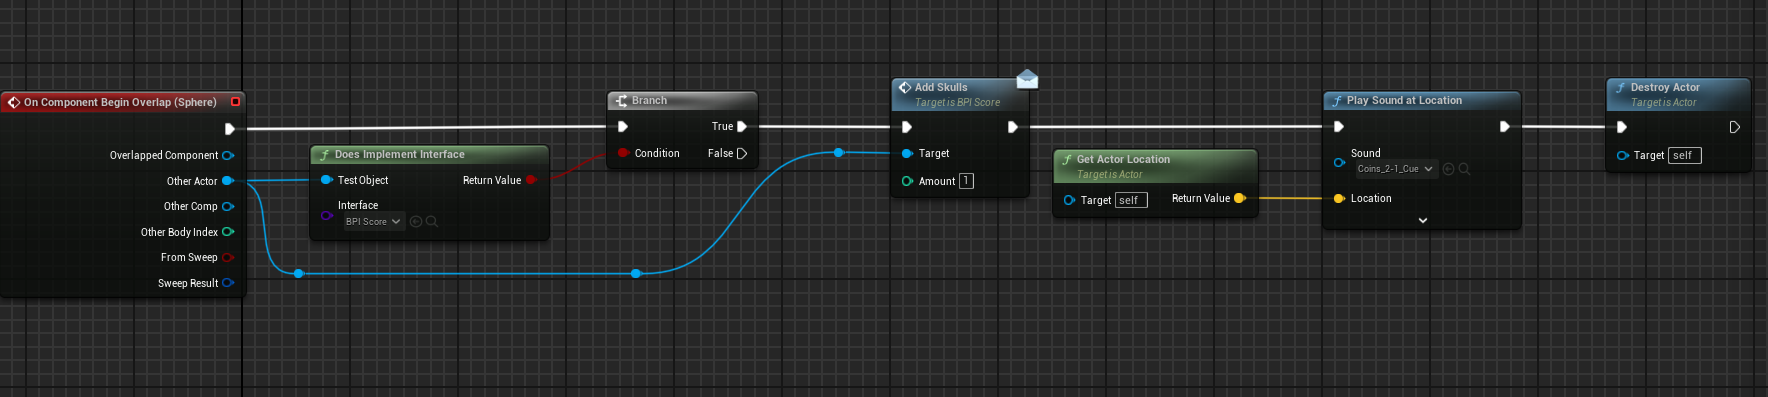 On Component Begin Overlap (Sphere)
Overlapped Component
Other Actor
Other Comp
Other Body Index
From Sweep
Sweep Result
Does Implement Interface
Test Object
Return Value
Interface
BPI Score
Branch
True
Condition
False
Add Skulls
Target is BPI Score
Target
Amount 1
Get Actor Location
Target is Actor
Target self
Return Value
Play Sound at Location
Sound
Coins_2-1_Cue
Location
Destroy Actor
Target is Actor
Target self